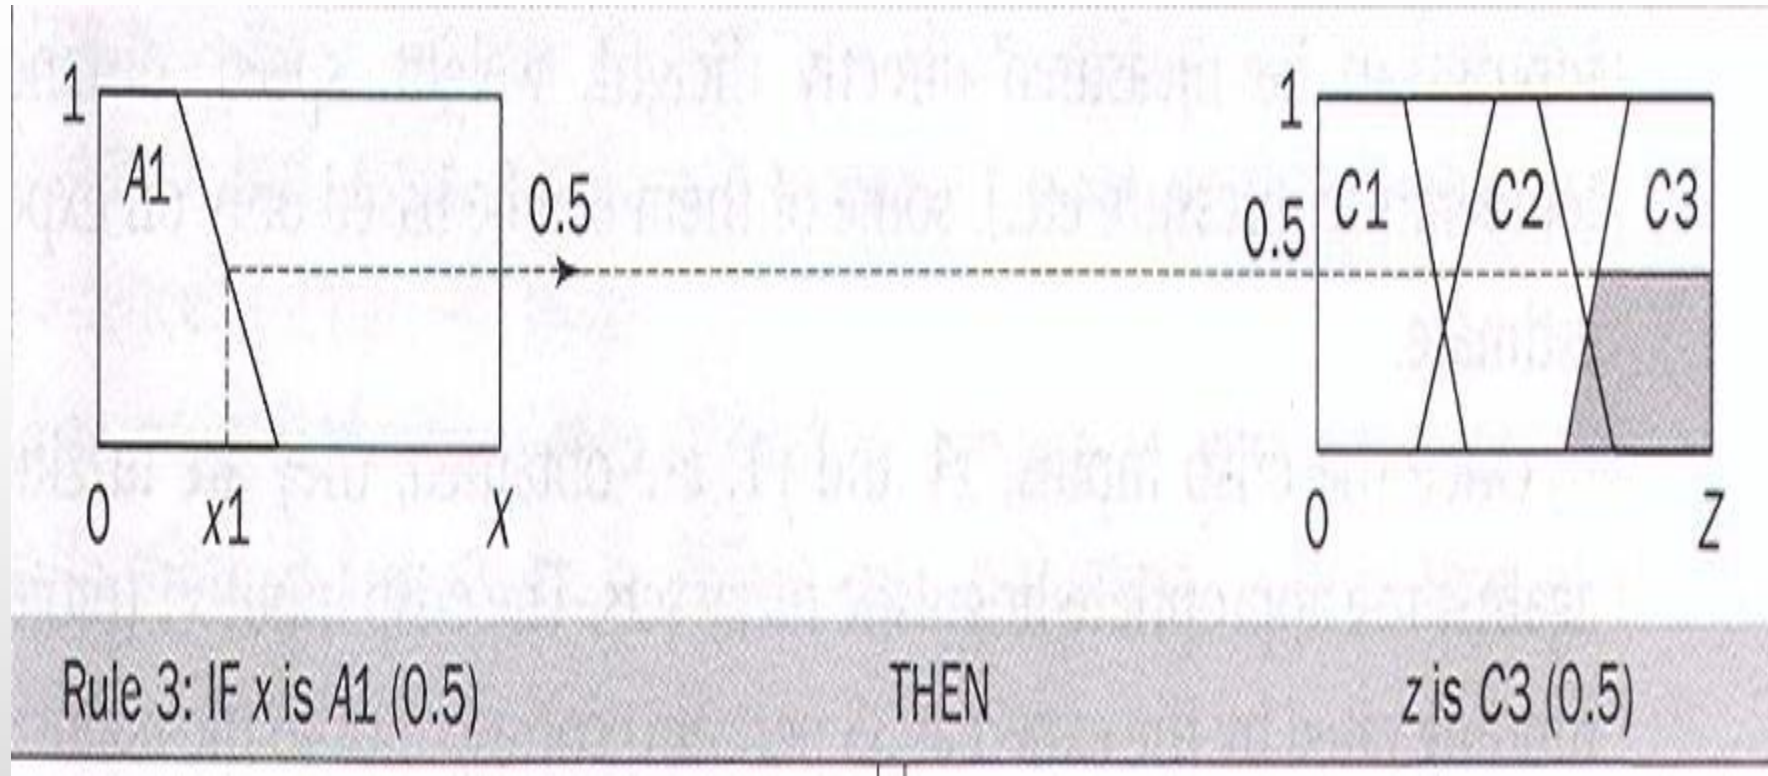 1
A1
0.5
0
x1
X
1
0.5
C1
C2
C3
0
Z
Rule 3: IF x is A1 (0.5) THEN z is C3 (0.5)